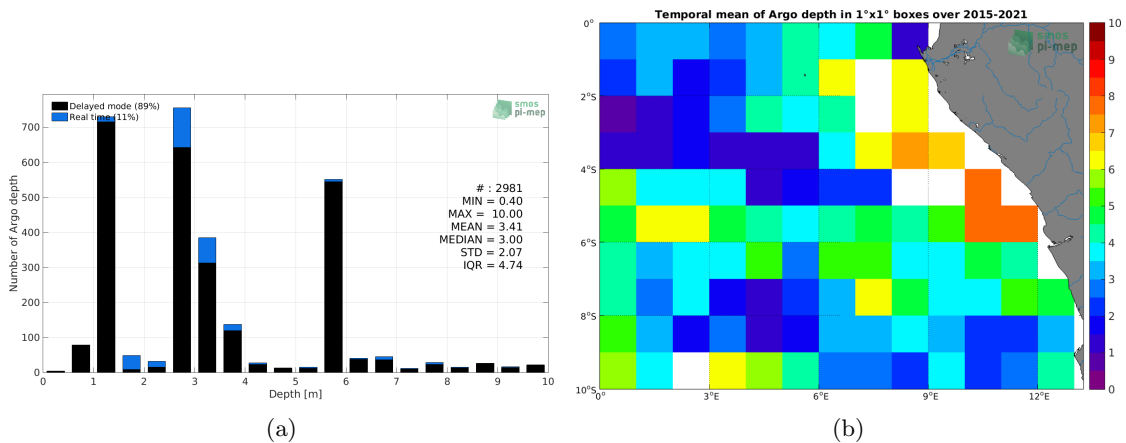 Delayed mode (89%)
Real time (11%)
smos
pi-mep
Number of Argo depth
700
600
500
400
300
200
100
0
# : 2981
MIN = 0.40
MAX = 10.00
MEAN = 3.41
MEDIAN = 3.00
STD = 2.07
IQR = 4.74
0 1 2 3 4 5 6 7 8 9 10
Depth [m]
(a)
Temporal mean of Argo depth in 1°x1° boxes over 2015-2021
smos
pi-mep
0°
2°S
4°S
6°S
8°S
10°S
0° 3°E 6°E 9°E 12°E
10
9
8
7
6
5
4
3
2
1
0
(b)